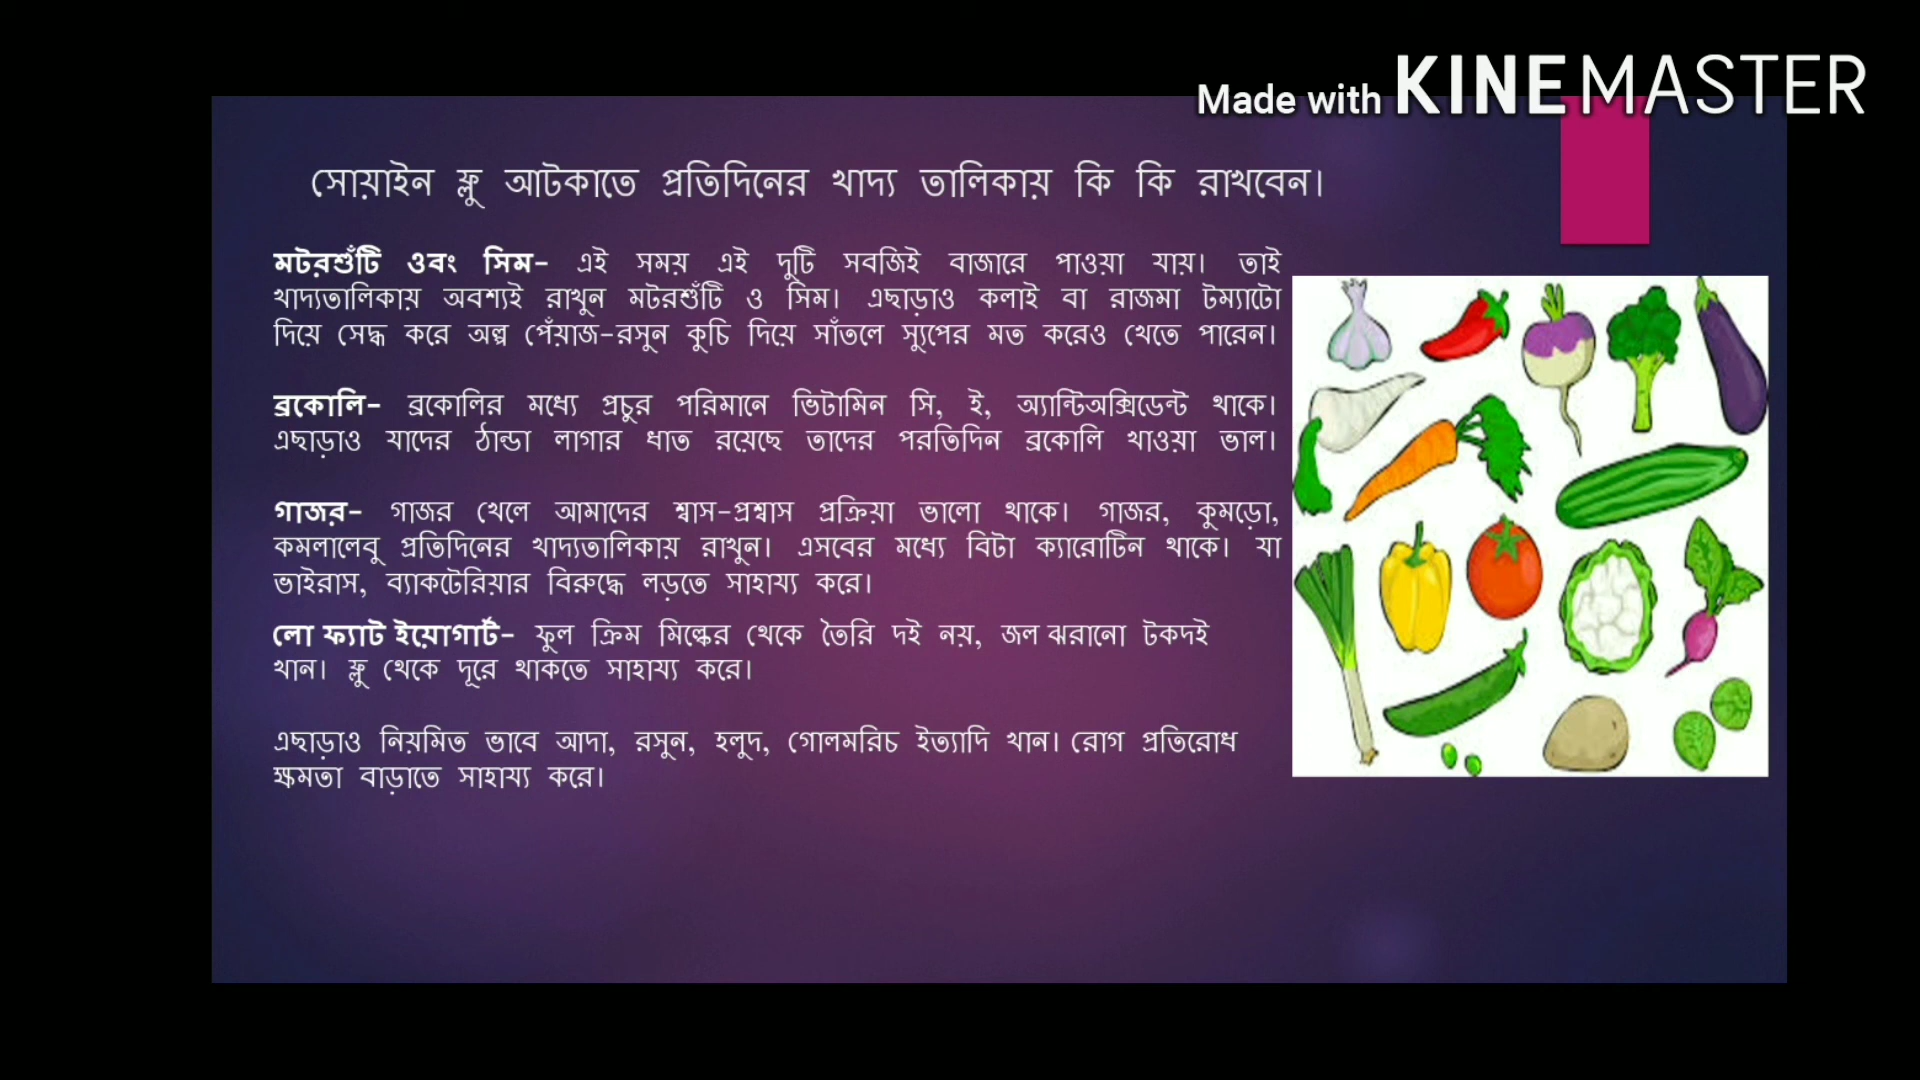 Made with KINEMASTER
সোয়াইন ফ্লু আটকাতে প্রতিদিনের খাদ্য তালিকায় কি কি রাখবেন।
মটরশুঁটি ওবং সিম- এই সময় এই দুটি সবজিই বাজারে পাওয়া যায়। তাই
খাদ্যতালিকায় অবশ্যই রাখুন মটরশুঁটি ও সিম। এছাড়াও কলাই বা রাজমা টম্যাটো
দিয়ে সেদ্ধ করে অল্প পেঁয়াজ-রসুন কুচি দিয়ে সাঁতলে স্যুপের মত করেও খেতে পারেন।
ব্রকোলি- ব্রকোলির মধ্যে প্রচুর পরিমানে ভিটামিন সি, ই, অ্যান্টিঅক্সিডেন্ট থাকে।
এছাড়াও যাদের ঠান্ডা লাগার ধাত রয়েছে তাদের পরতিদিন ব্রকোলি খাওয়া ভাল।
গাজর- গাজর খেলে আমাদের শ্বাস-প্রশ্বাস প্রক্রিয়া ভালো থাকে। গাজর, কুমড়ো,
কমলালেবু প্রতিদিনের খাদ্যতালিকায় রাখুন। এসবের মধ্যে বিটা ক্যারোটিন থাকে। যা
ভাইরাস, ব্যাকটেরিয়ার বিরুদ্ধে লড়তে সাহায্য করে।
লো ফ্যাট ইয়োগার্ট- ফুল ক্রিম মিল্কের থেকে তৈরি দই নয়, জল ঝরানো টকদই
খান। ফ্লু থেকে দূরে থাকতে সাহায্য করে।
এছাড়াও নিয়মিত ভাবে আদা, রসুন, হলুদ, গোলমরিচ ইত্যাদি খান। রোগ প্রতিরোধ
ক্ষমতা বাড়াতে সাহায্য করে।